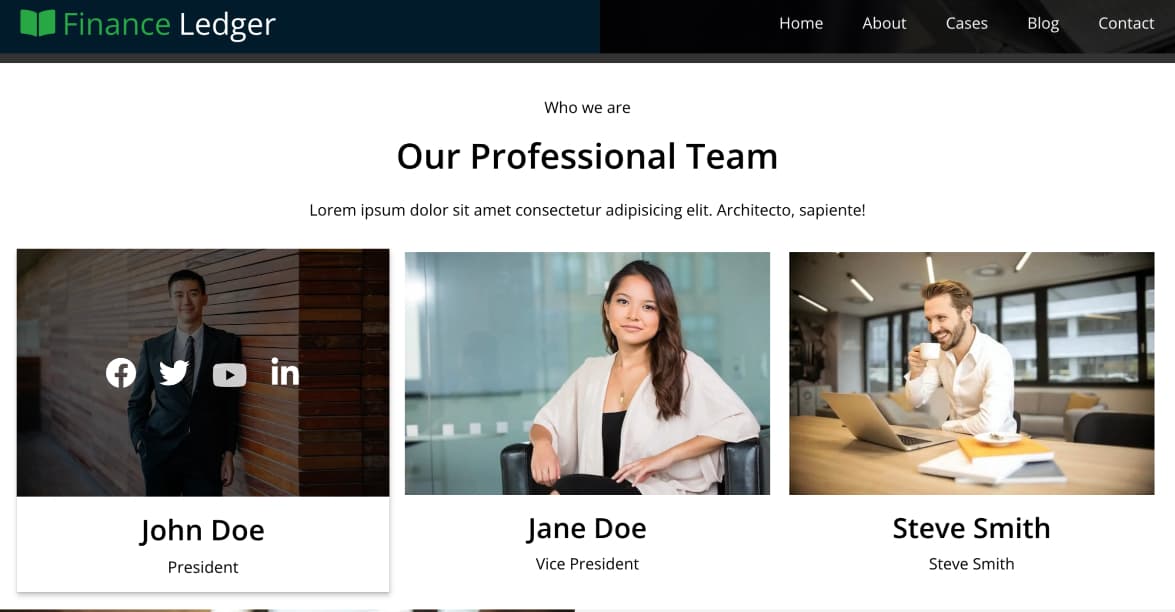 Finance Ledger
Home About Cases Blog Contact
Who we are
Our Professional Team
Lorem ipsum dolor sit amet consectetur adipisicing elit. Architecto, sapiente!
John Doe
President
Jane Doe
Vice President
Steve Smith
Steve Smith